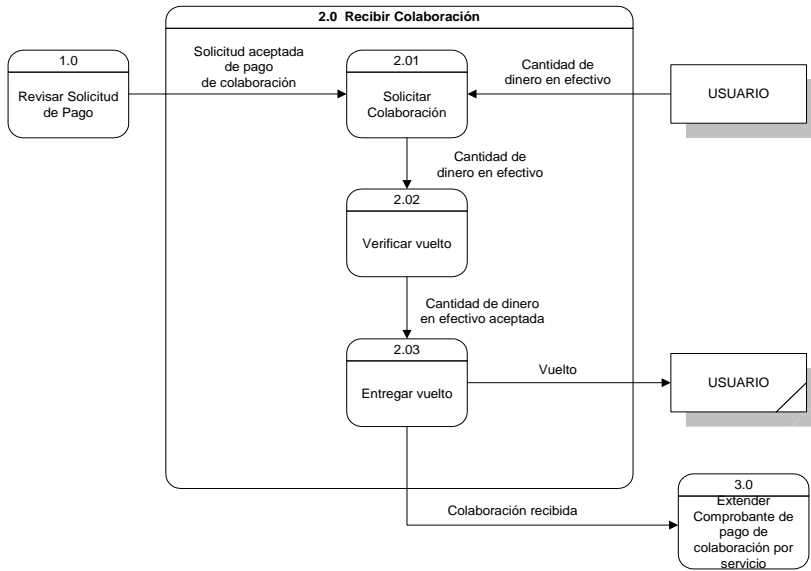 2.0  Recibir Colaboración
1.0
Revisar Solicitud
de Pago
Solicitud aceptada
de pago
de colaboración
2.01
Solicitar
Colaboración
Cantidad de
dinero en efectivo
USUARIO
Cantidad de
dinero en efectivo
2.02
Verificar vuelto
Cantidad de dinero
en efectivo aceptada
2.03
Entregar vuelto
Vuelto
USUARIO
Colaboración recibida
3.0
Extender
Comprobante de
pago de
colaboración por
servicio